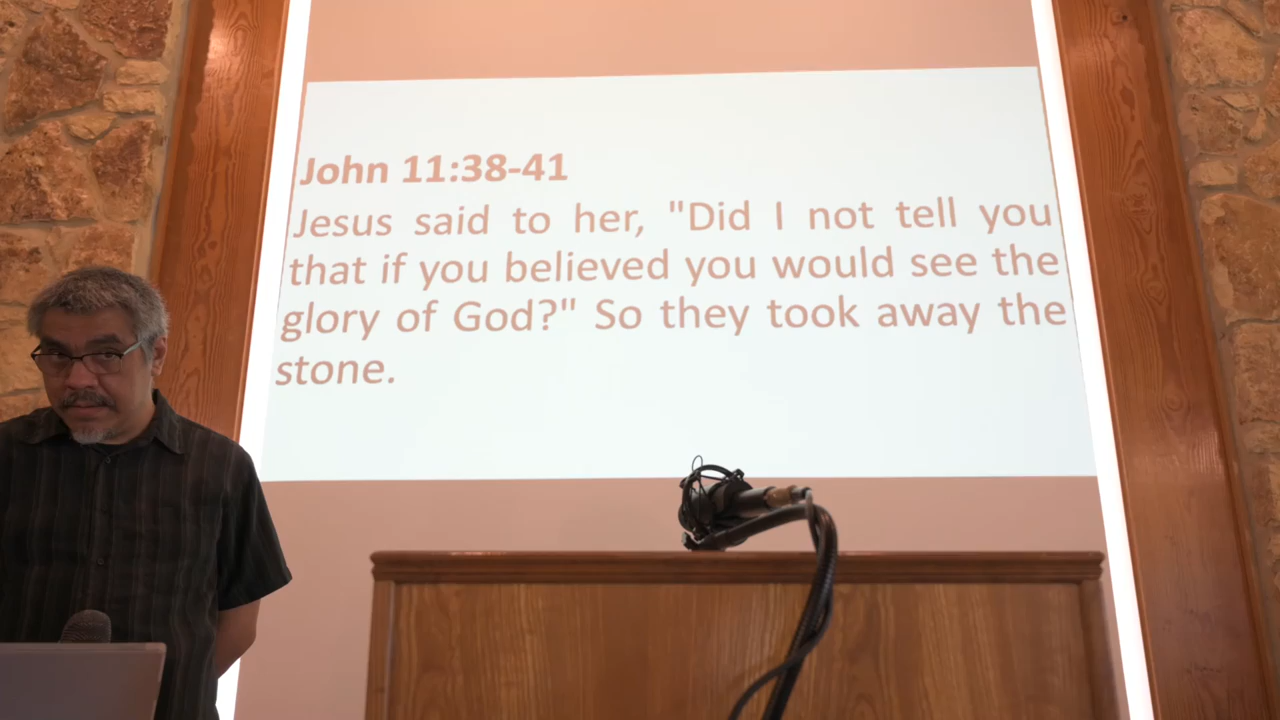 John 11:38-41
Jesus said to her, "Did I not tell you
that if you believed you would see the
glory of God?" So they took away the
stone.